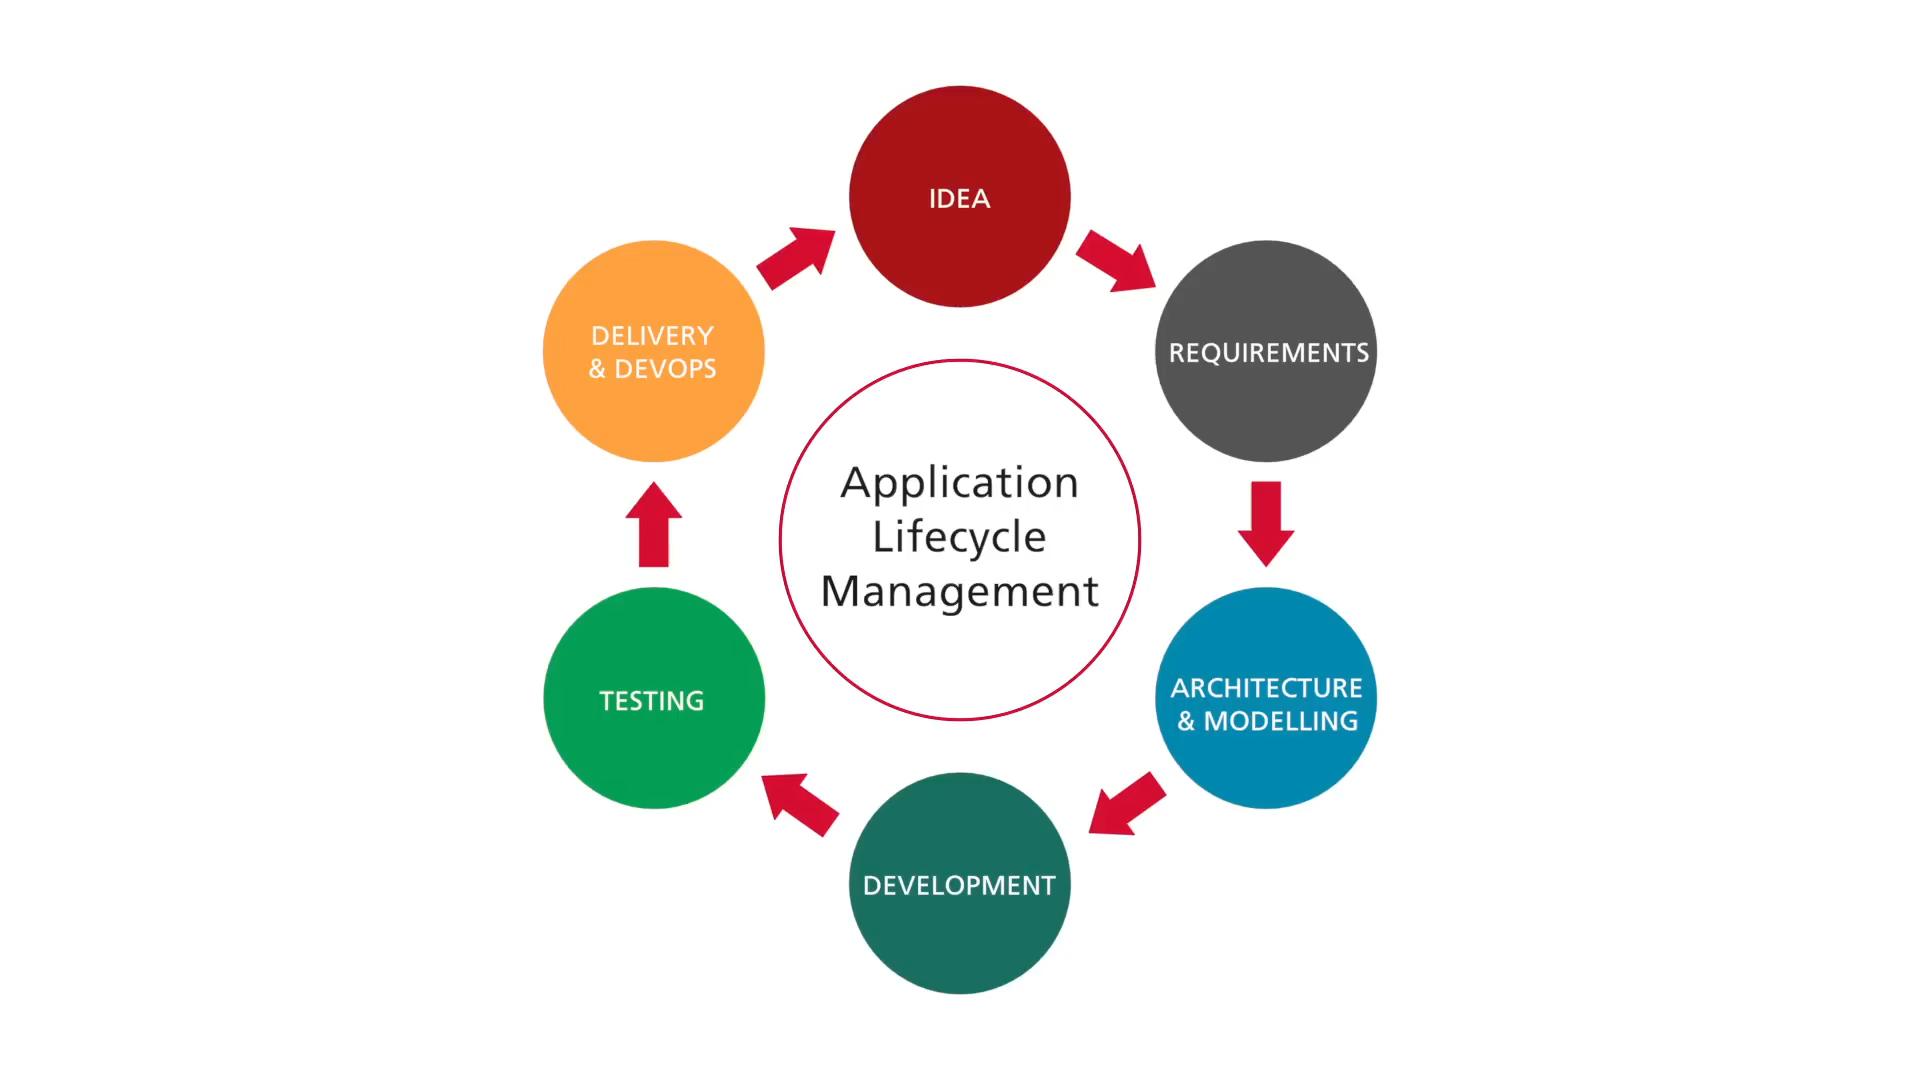 IDEA
REQUIREMENTS
ARCHITECTURE
& MODELLING
DEVELOPMENT
TESTING
DELIVERY
& DEVOPS
Application
Lifecycle
Management